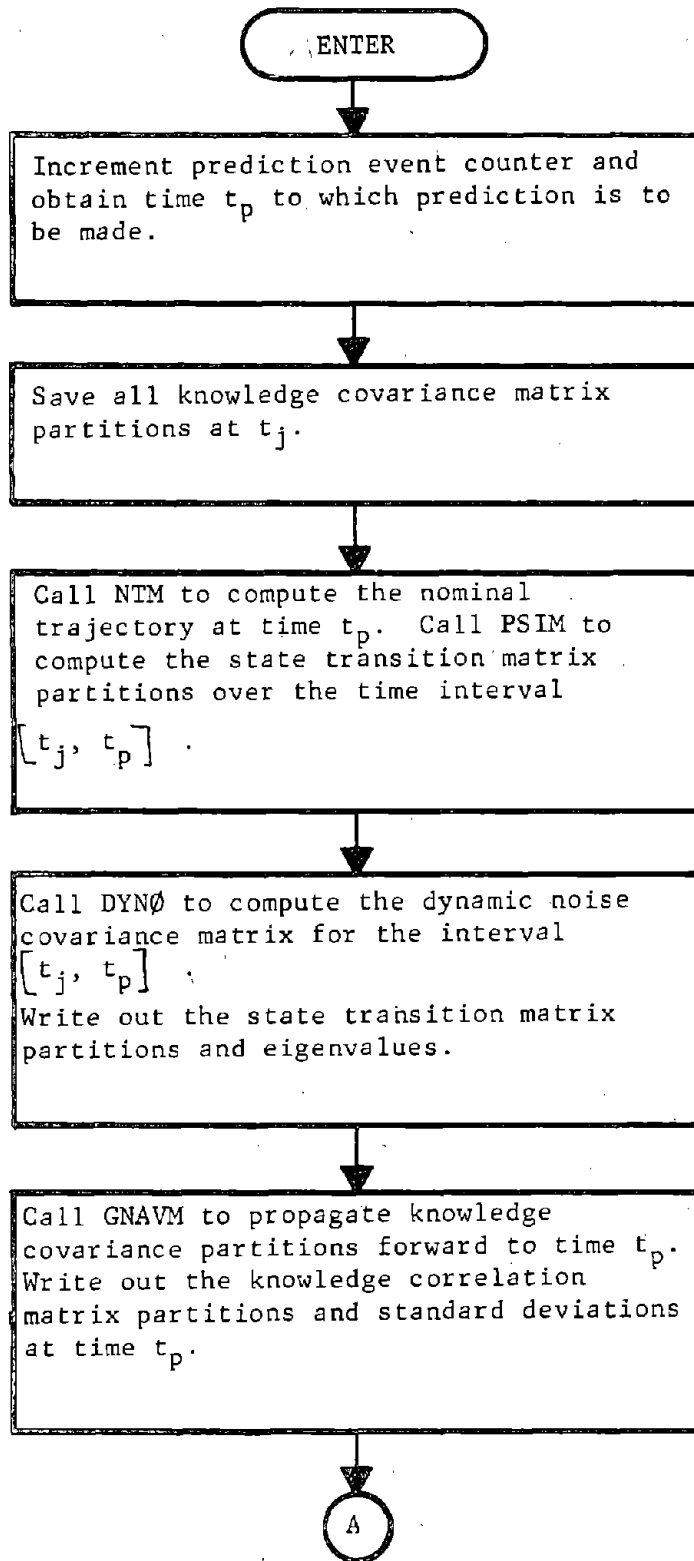 ENTER
Increment prediction event counter and
obtain time t_p to which prediction is to
be made.
Save all knowledge covariance matrix
partitions at t_j.
Call NTM to compute the nominal
trajectory at time t_p. Call PSIM to
compute the state transition matrix
partitions over the time interval
[t_j, t_p] .
Call DYNØ to compute the dynamic noise
covariance matrix for the interval
[t_j, t_p] .
Write out the state transition matrix
partitions and eigenvalues.
Call GNAVM to propagate knowledge
covariance partitions forward to time t_p.
Write out the knowledge correlation
matrix partitions and standard deviations
at time t_p.
A